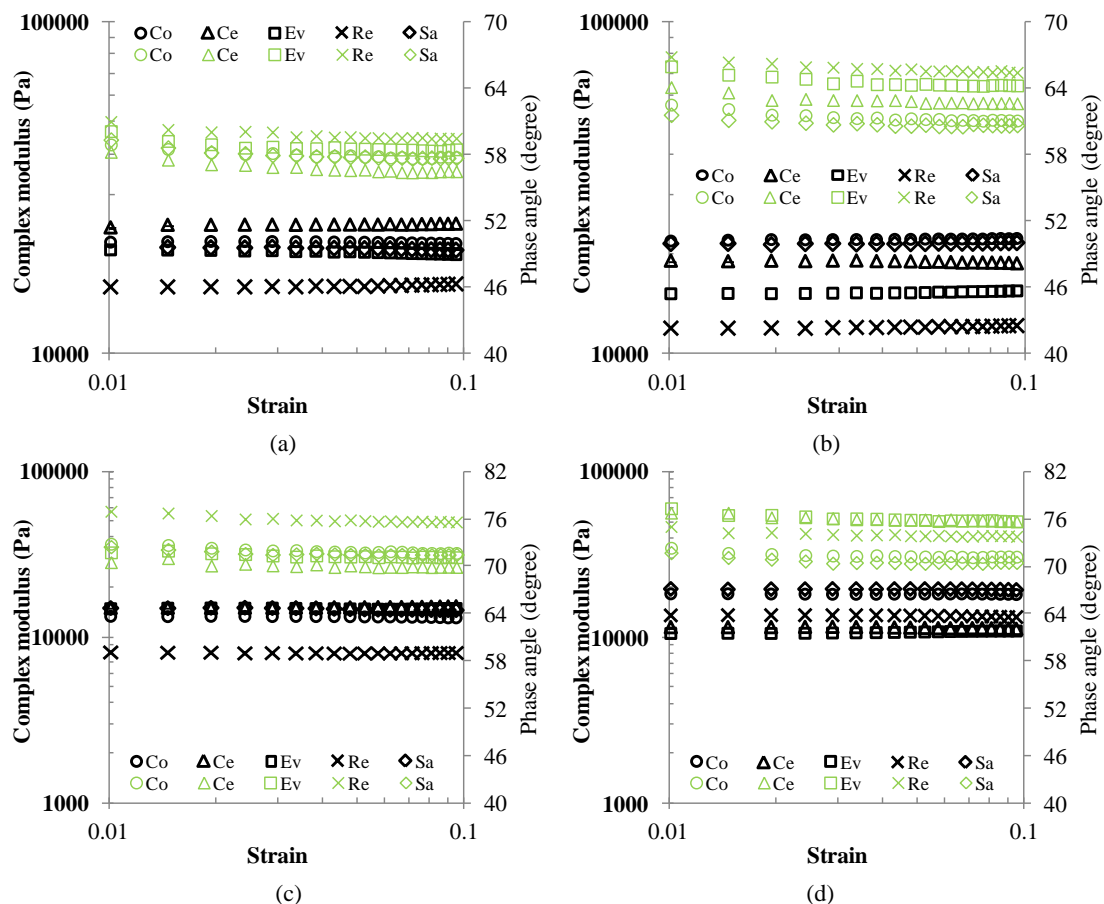 100000
70
Co Ce Ev Re Sa
Co Ce Ev Re Sa
64
58
52
46
10000
40
0.01
0.1
Complex modulus (Pa)
Phase angle (degree)
Strain
(a)
100000
70
64
58
Co Ce Ev Re Sa
Co Ce Ev Re Sa
52
46
10000
40
0.01
0.1
Complex modulus (Pa)
Phase angle (degree)
Strain
(b)
100000
82
76
70
10000
64
58
52
46
Co Ce Ev Re Sa
Co Ce Ev Re Sa
1000
40
0.01
0.1
Complex modulus (Pa)
Phase angle (degree)
Strain
(c)
100000
82
76
70
10000
64
58
52
46
Co Ce Ev Re Sa
Co Ce Ev Re Sa
1000
40
0.01
0.1
Complex modulus (Pa)
Phase angle (degree)
Strain
(d)